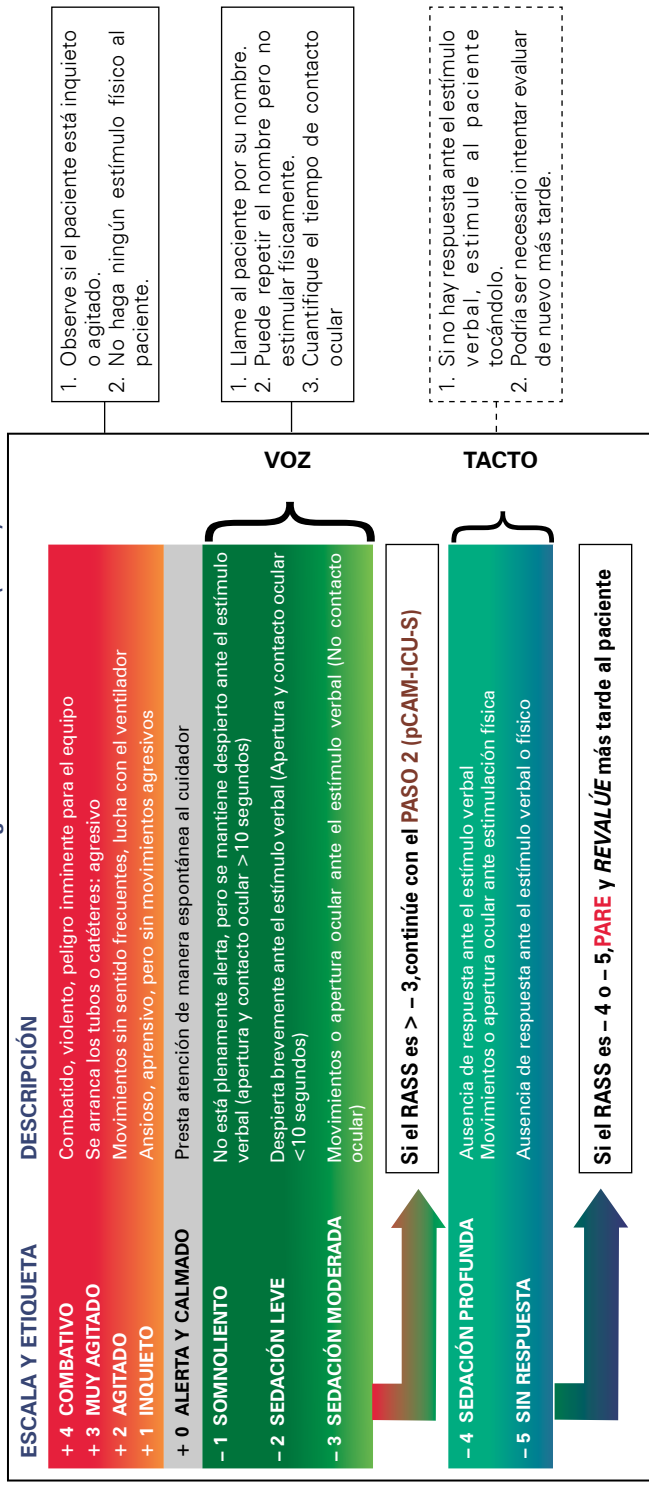 ESCALA Y ETIQUETA DESCRIPCIÓN
+ 4 COMBATIVO Combatido, violento, peligro inminente para el equipo
+ 3 MUY AGITADO Se arranca los tubos o catéteres: agresivo
+ 2 AGITADO Movimientos sin sentido frecuentes, lucha con el ventilador
+ 1 INQUIETO Ansioso, aprensivo, pero sin movimientos agresivos
+ 0 ALERTA Y CALMADO Presta atención de manera espontánea al cuidador
– 1 SOMNOLIENTO No está plenamente alerta, pero se mantiene despierto ante el estímulo
verbal (apertura y contacto ocular >10 segundos)
– 2 SEDACIÓN LEVE Despierta brevemente ante el estímulo verbal (Apertura y contacto ocular
<10 segundos)
– 3 SEDACIÓN MODERADA Movimientos o apertura ocular ante el estímulo verbal (No contacto
ocular)
VOZ
Si el RASS es > – 3,continúe con el PASO 2 (pCAM-ICU-S)
– 4 SEDACIÓN PROFUNDA Ausencia de respuesta ante el estímulo verbal
Movimientos o apertura ocular ante estimulación física
– 5 SIN RESPUESTA Ausencia de respuesta ante el estímulo verbal o físico
TACTO
Si el RASS es – 4 o – 5,PARE y REVALÚE más tarde al paciente
1. Observe si el paciente está inquieto
o agitado.
2. No haga ningún estímulo físico al
paciente.
1. Llame al paciente por su nombre.
2. Puede repetir el nombre pero no
estimular físicamente.
3. Cuantifique el tiempo de contacto
ocular
1. Si no hay respuesta ante el estímulo
verbal, estimule al paciente
tocándolo.
2. Podría ser necesario intentar evaluar
de nuevo más tarde.